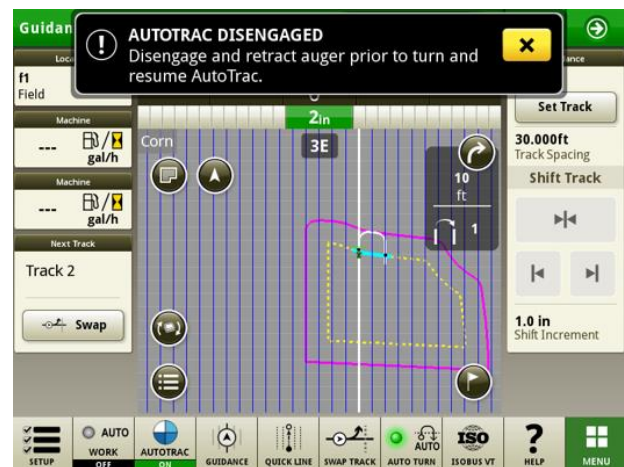 Guidan
AUTOTRAC DISENGAGED
Disengage and retract auger prior to turn and
resume AutoTrac.
f1
Field
Machine
---
gal/h
Machine
---
gal/h
Next Track
Track 2
Swap
2in
Corn
3E
10
ft
1
Set Track
30.000ft
Track Spacing
Shift Track
1.0 in
Shift Increment
SETUP
AUTO
WORK
OFF
AUTOTRAC
ON
GUIDANCE
QUICK LINE
SWAP TRACK
AUTO
AUTO TURN
ISO
ISOBUS VT
?
HELP
MENU